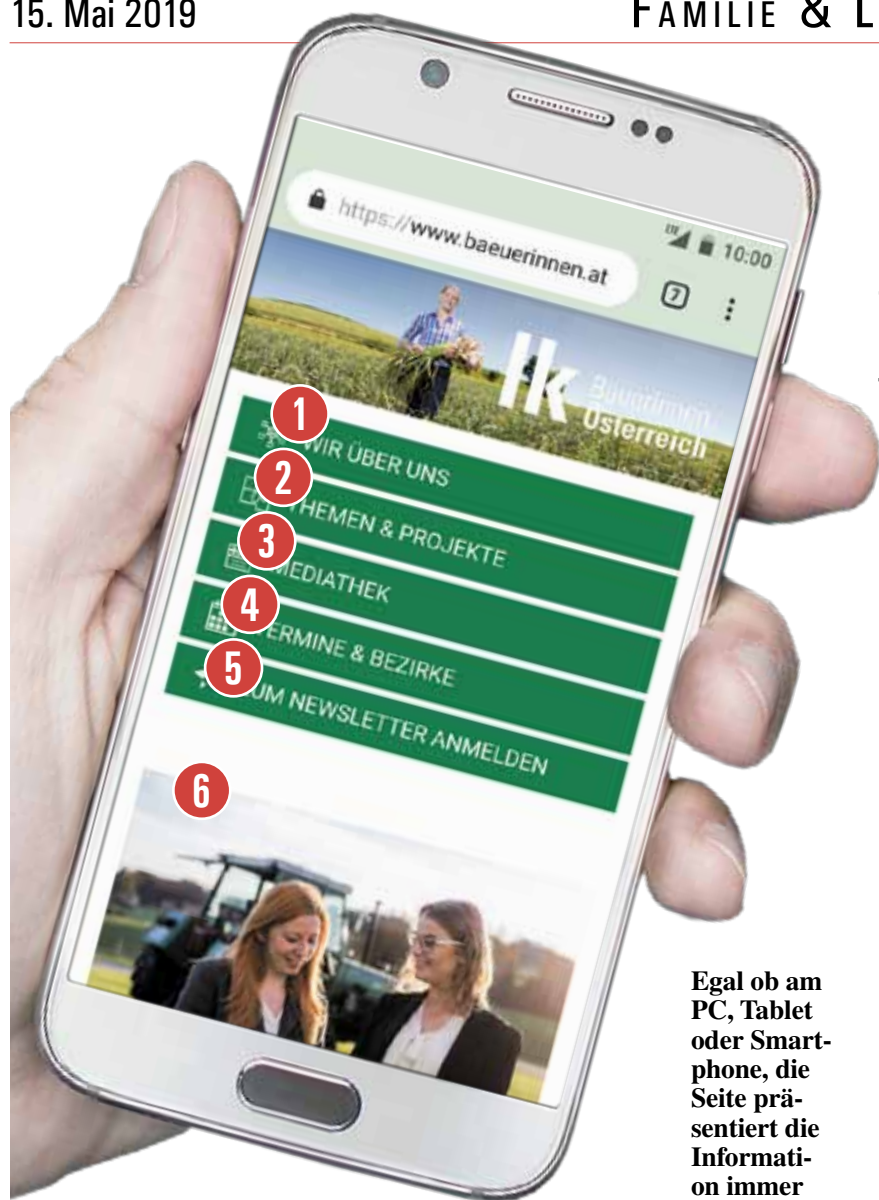 15. Mai 2019
FAMILIE & L
https://www.baeuerinnen.at
LTE 10:00
7
lk Bäuerinnen
Österreich
1
WIR ÜBER UNS
2
THEMEN & PROJEKTE
3
MEDIATHEK
4
TERMINE & BEZIRKE
5
ZUM NEWSLETTER ANMELDEN
6
Egal ob am
PC, Tablet
oder Smart-
phone, die
Seite prä-
sentiert die
Informati-
on immer